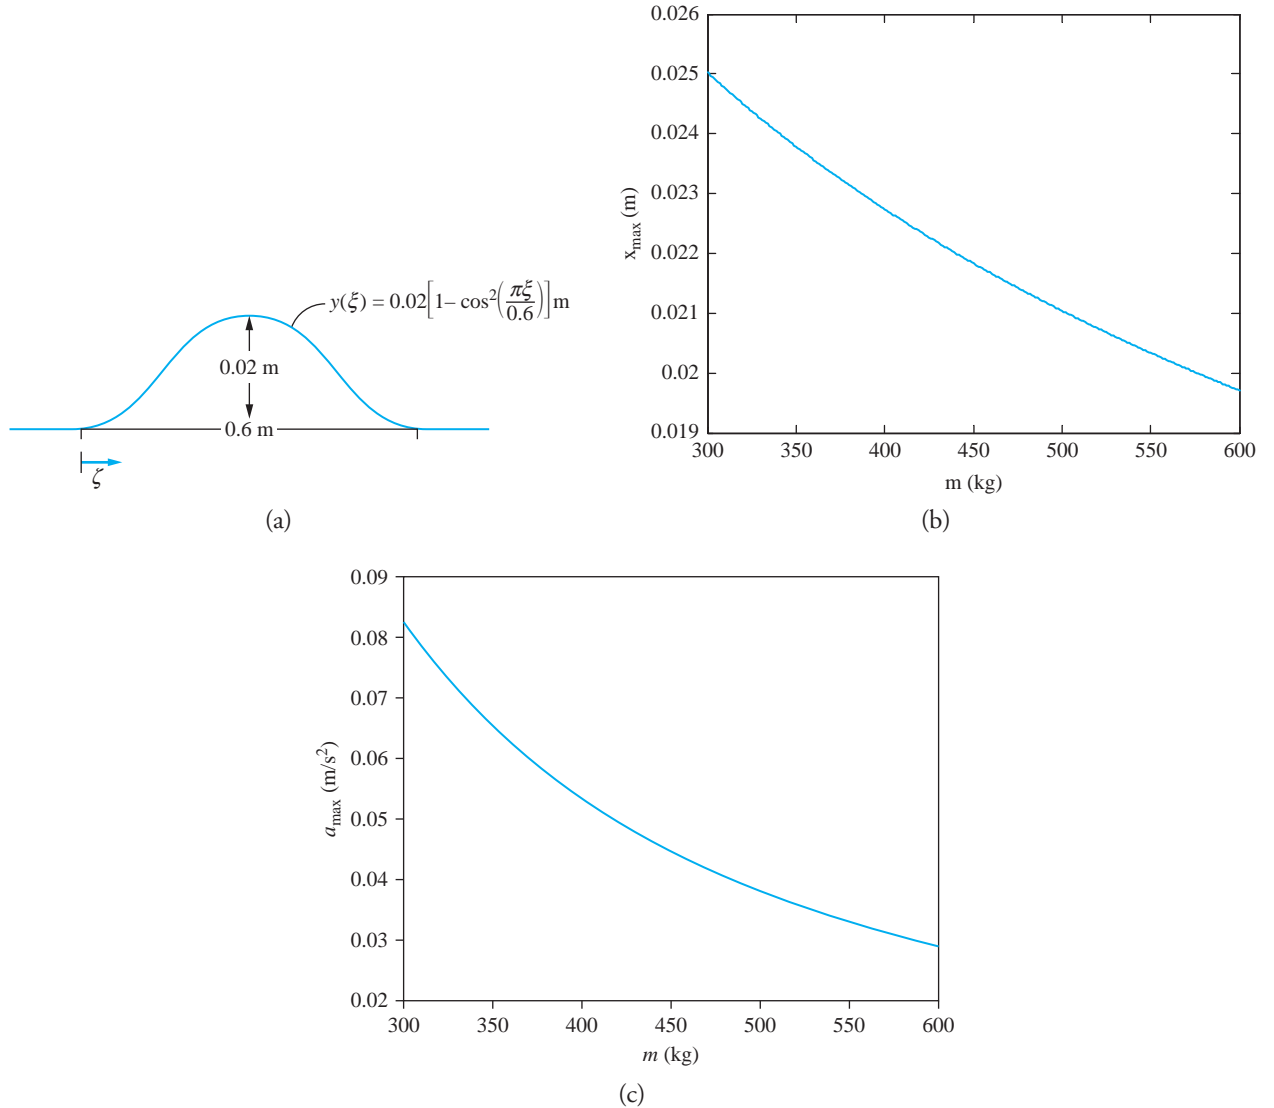 y(ξ) = 0.02[1– cos²(πξ/0.6)]m
0.02 m
0.6 m
ζ
(a)
0.026
0.025
0.024
0.023
0.022
0.021
0.02
0.019
x_max (m)
300 350 400 450 500 550 600
m (kg)
(b)
0.09
0.08
0.07
0.06
0.05
0.04
0.03
0.02
a_max (m/s²)
300 350 400 450 500 550 600
m (kg)
(c)